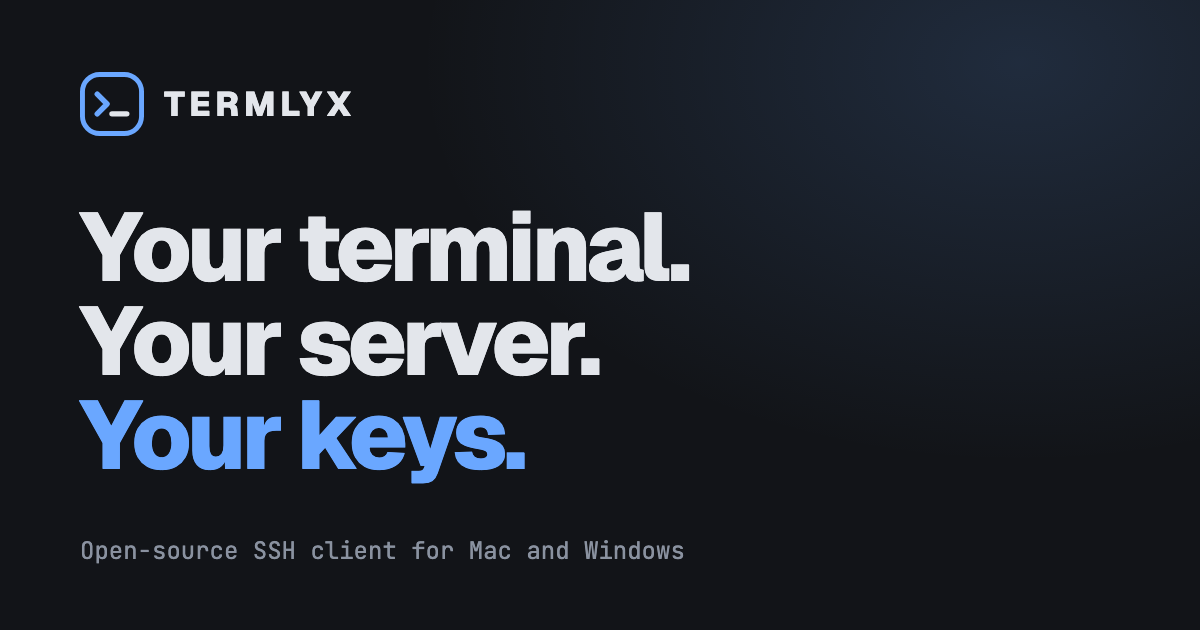 TERMLYX
Your terminal.
Your server.
Your keys.
Open-source SSH client for Mac and Windows